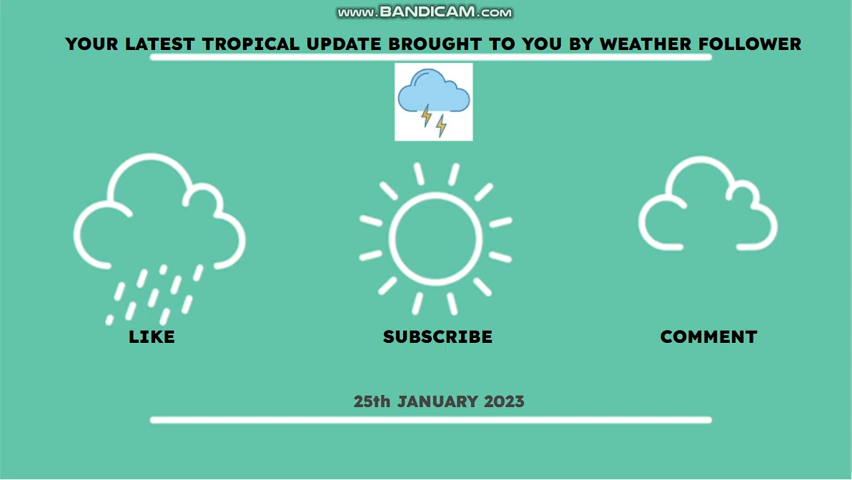 www.BANDICAM.com
YOUR LATEST TROPICAL UPDATE BROUGHT TO YOU BY WEATHER FOLLOWER
LIKE
SUBSCRIBE
COMMENT
25th JANUARY 2023